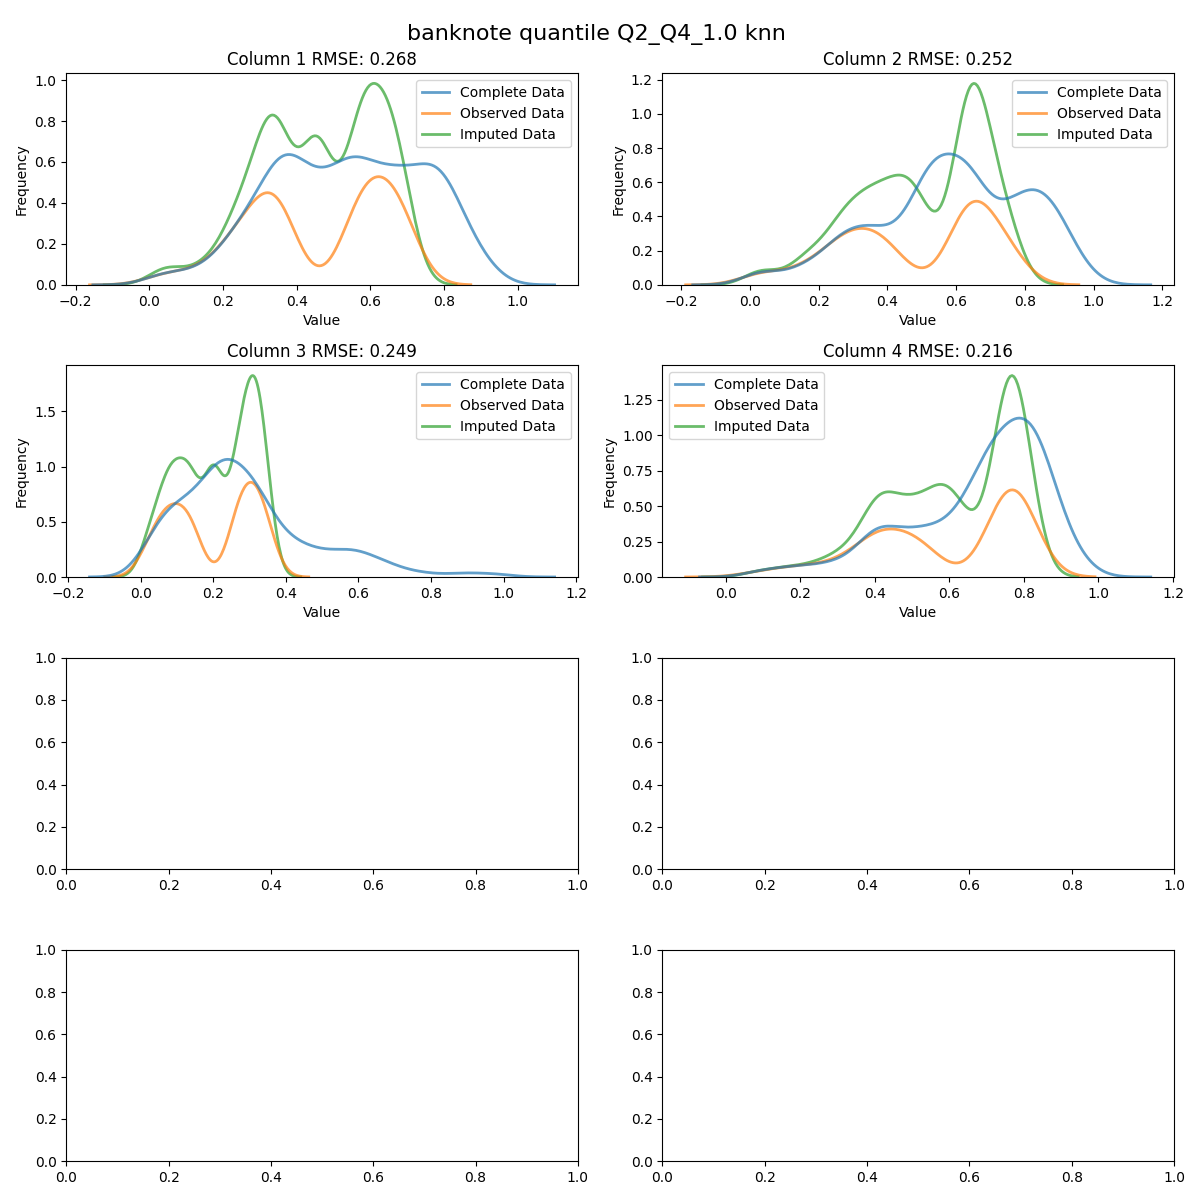 banknote quantile Q2_Q4_1.0 knn
Column 1 RMSE: 0.268
Frequency
1.0
0.8
0.6
0.4
0.2
0.0
Complete Data
Observed Data
Imputed Data
−0.2 0.0 0.2 0.4 0.6 0.8 1.0
Value
Column 2 RMSE: 0.252
Frequency
1.2
1.0
0.8
0.6
0.4
0.2
0.0
Complete Data
Observed Data
Imputed Data
−0.2 0.0 0.2 0.4 0.6 0.8 1.0 1.2
Value
Column 3 RMSE: 0.249
Frequency
1.5
1.0
0.5
0.0
Complete Data
Observed Data
Imputed Data
−0.2 0.0 0.2 0.4 0.6 0.8 1.0 1.2
Value
Column 4 RMSE: 0.216
Frequency
1.25
1.00
0.75
0.50
0.25
0.00
Complete Data
Observed Data
Imputed Data
0.0 0.2 0.4 0.6 0.8 1.0 1.2
Value
1.0
0.8
0.6
0.4
0.2
0.0
0.0 0.2 0.4 0.6 0.8 1.0
1.0
0.8
0.6
0.4
0.2
0.0
0.0 0.2 0.4 0.6 0.8 1.0
1.0
0.8
0.6
0.4
0.2
0.0
0.0 0.2 0.4 0.6 0.8 1.0
1.0
0.8
0.6
0.4
0.2
0.0
0.0 0.2 0.4 0.6 0.8 1.0